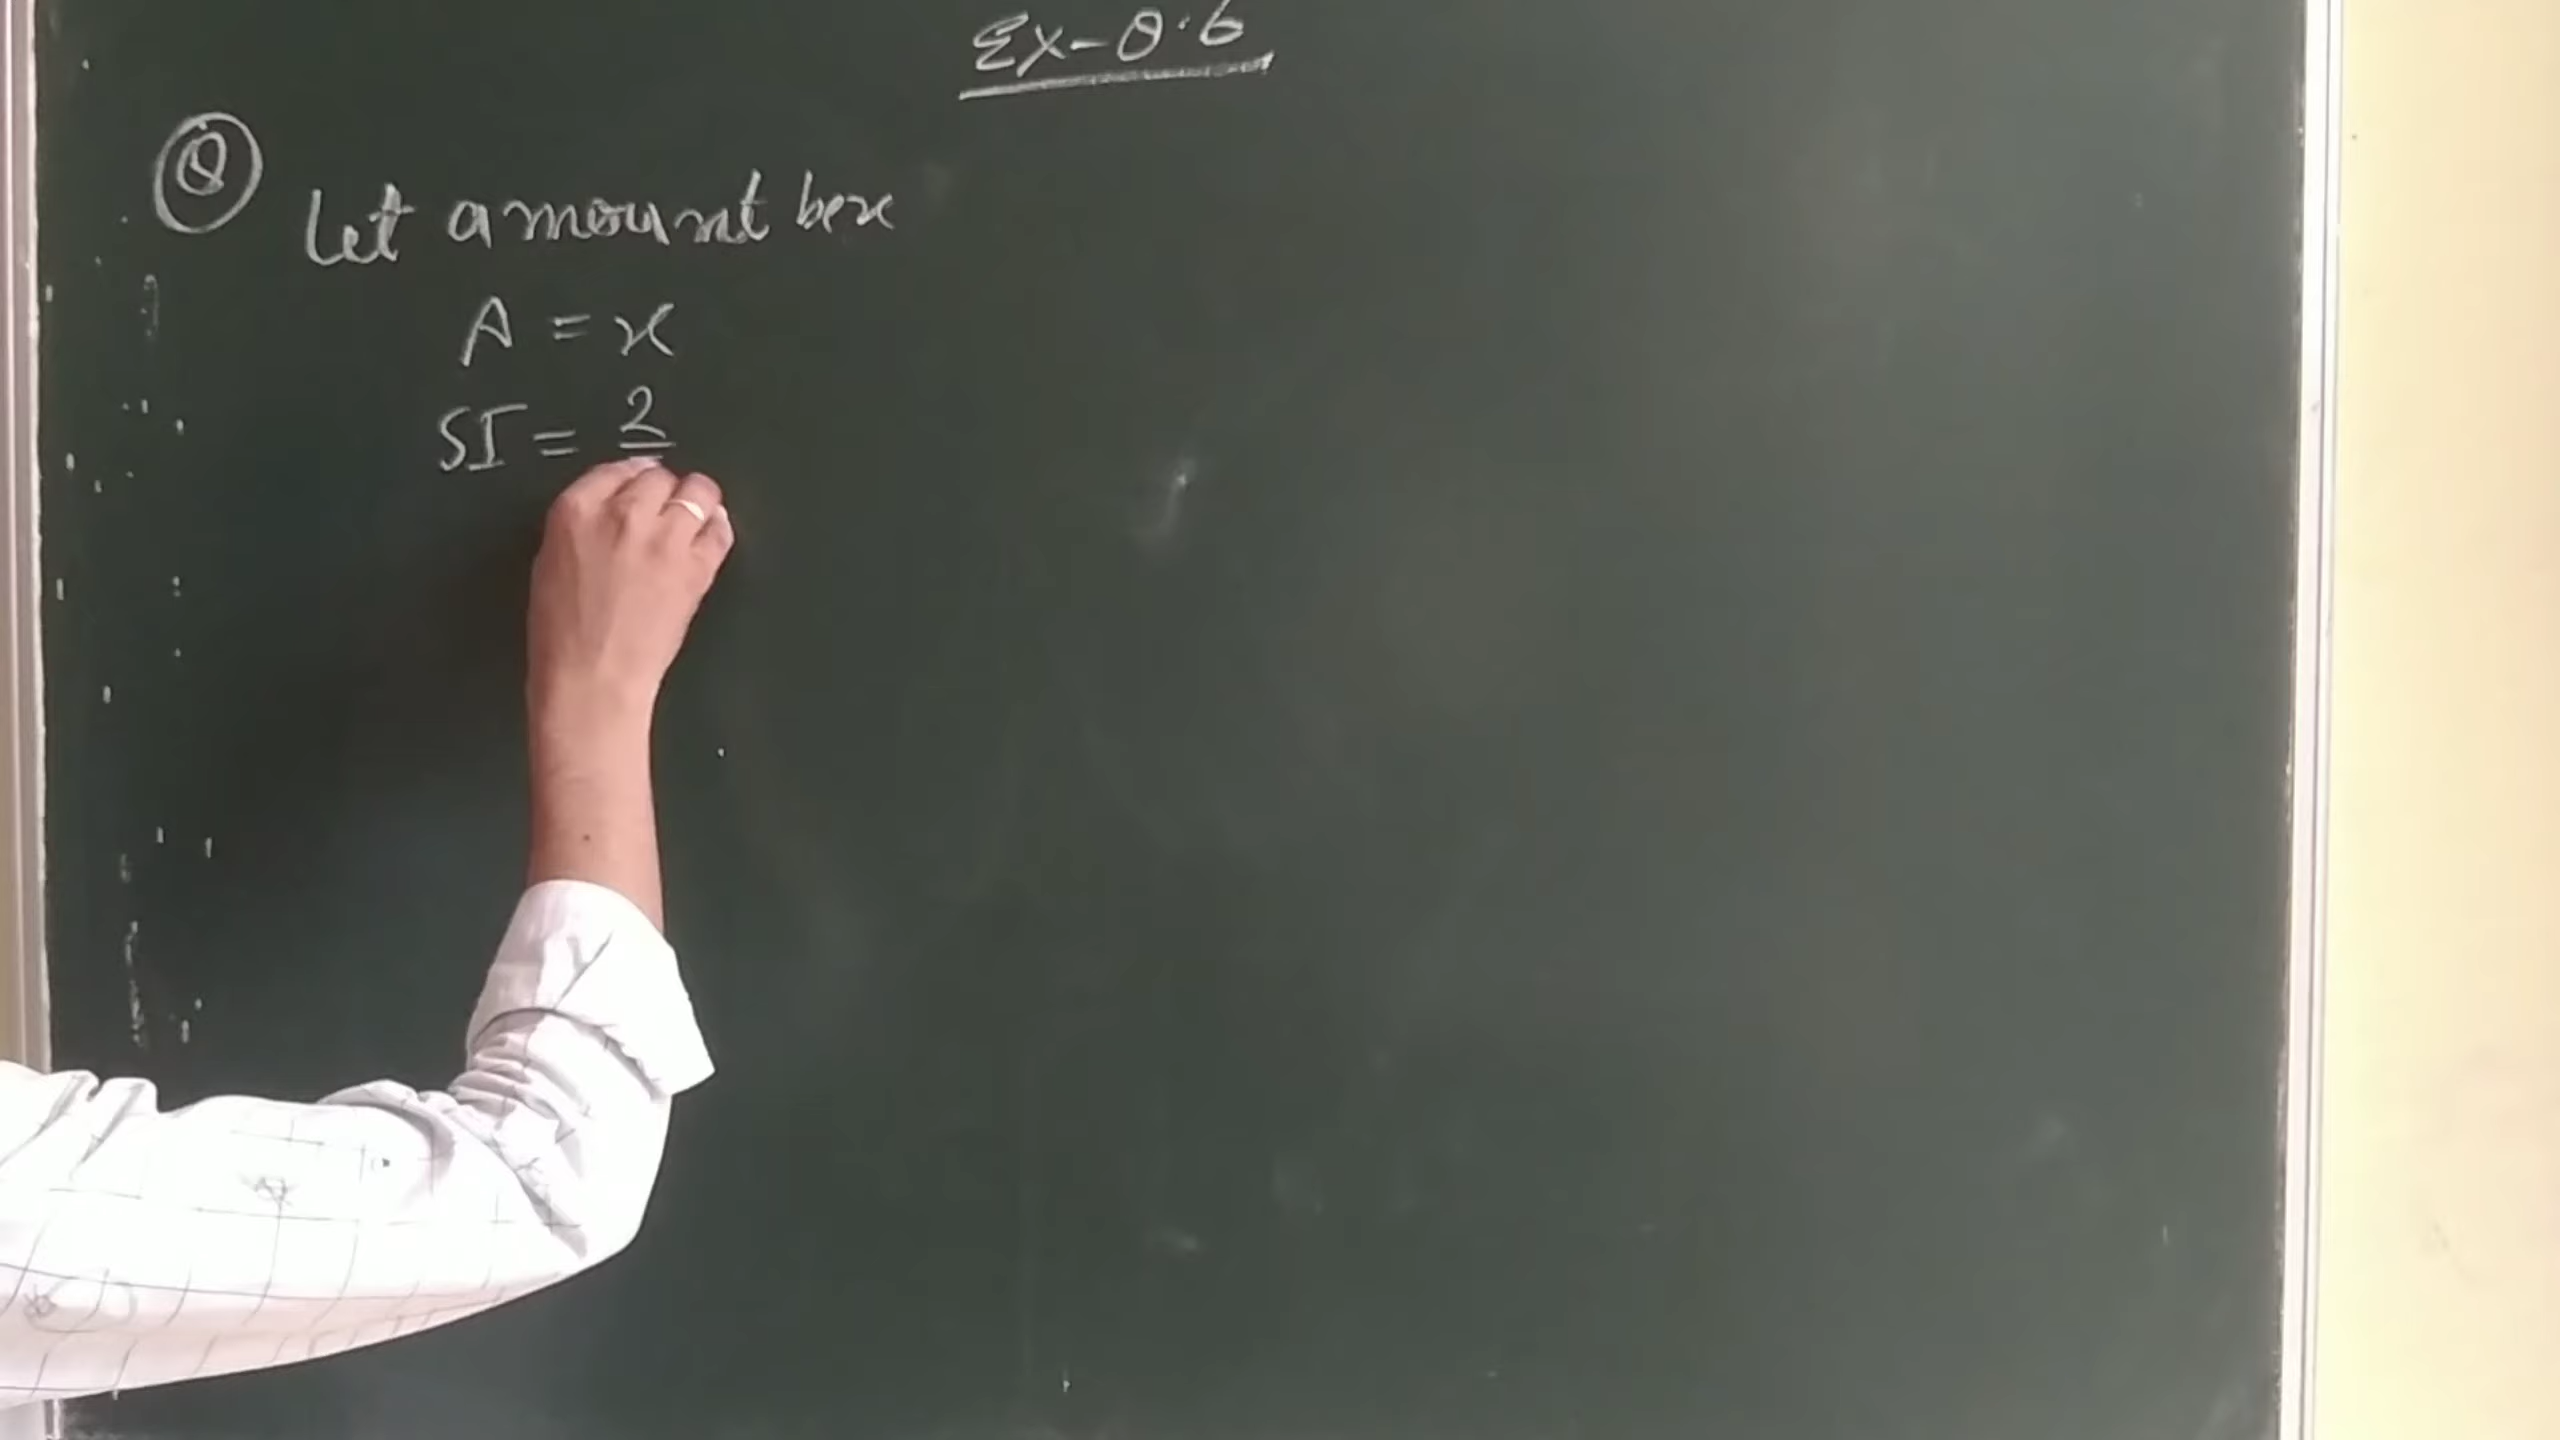 Ex-8.6
Q
Let amount be x
A = x
SI = 2